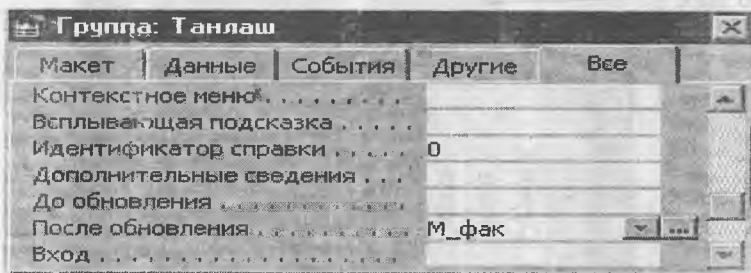 Группа: Танлаш
Макет Данные События Другие Все
Контекстное меню . . . . . . . . .
Всплывающая подсказка . . . . .
Идентификатор справки . . . . . 0
Дополнительные сведения . . .
До обновления . . . . . . . . . . . .
После обновления . . . . . . . . . М_фак ...
Вход . . . . . . . . . . . . . . . . . .